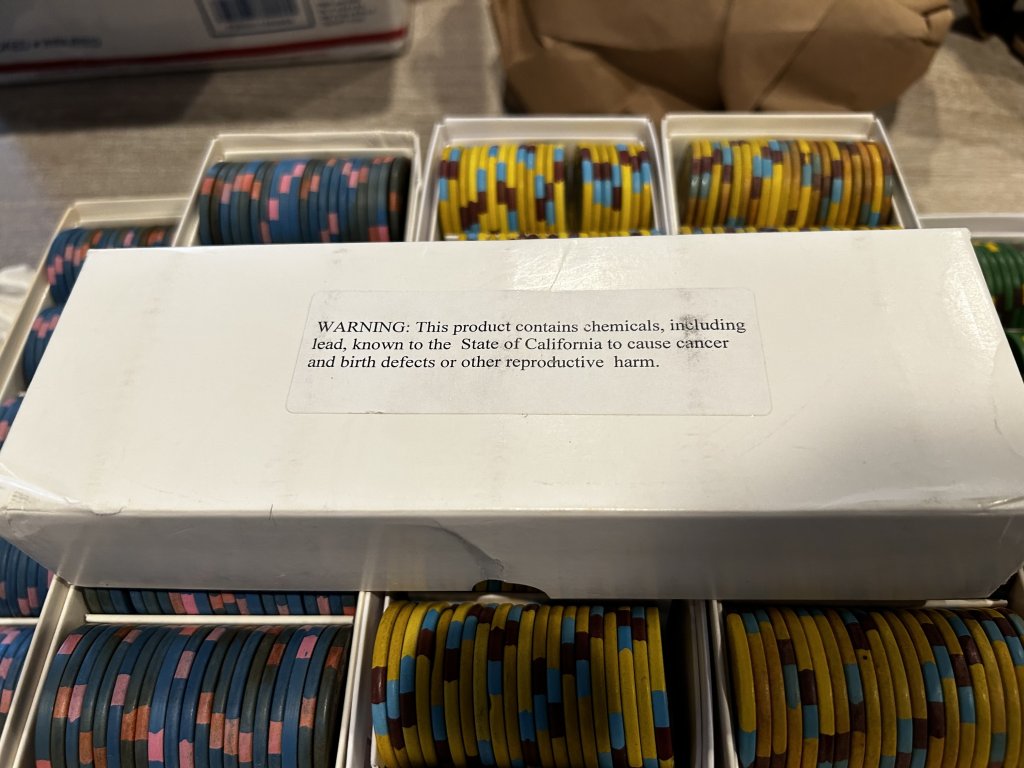 WARNING: This product contains chemicals, including
lead, known to the State of California to cause cancer
and birth defects or other reproductive harm.